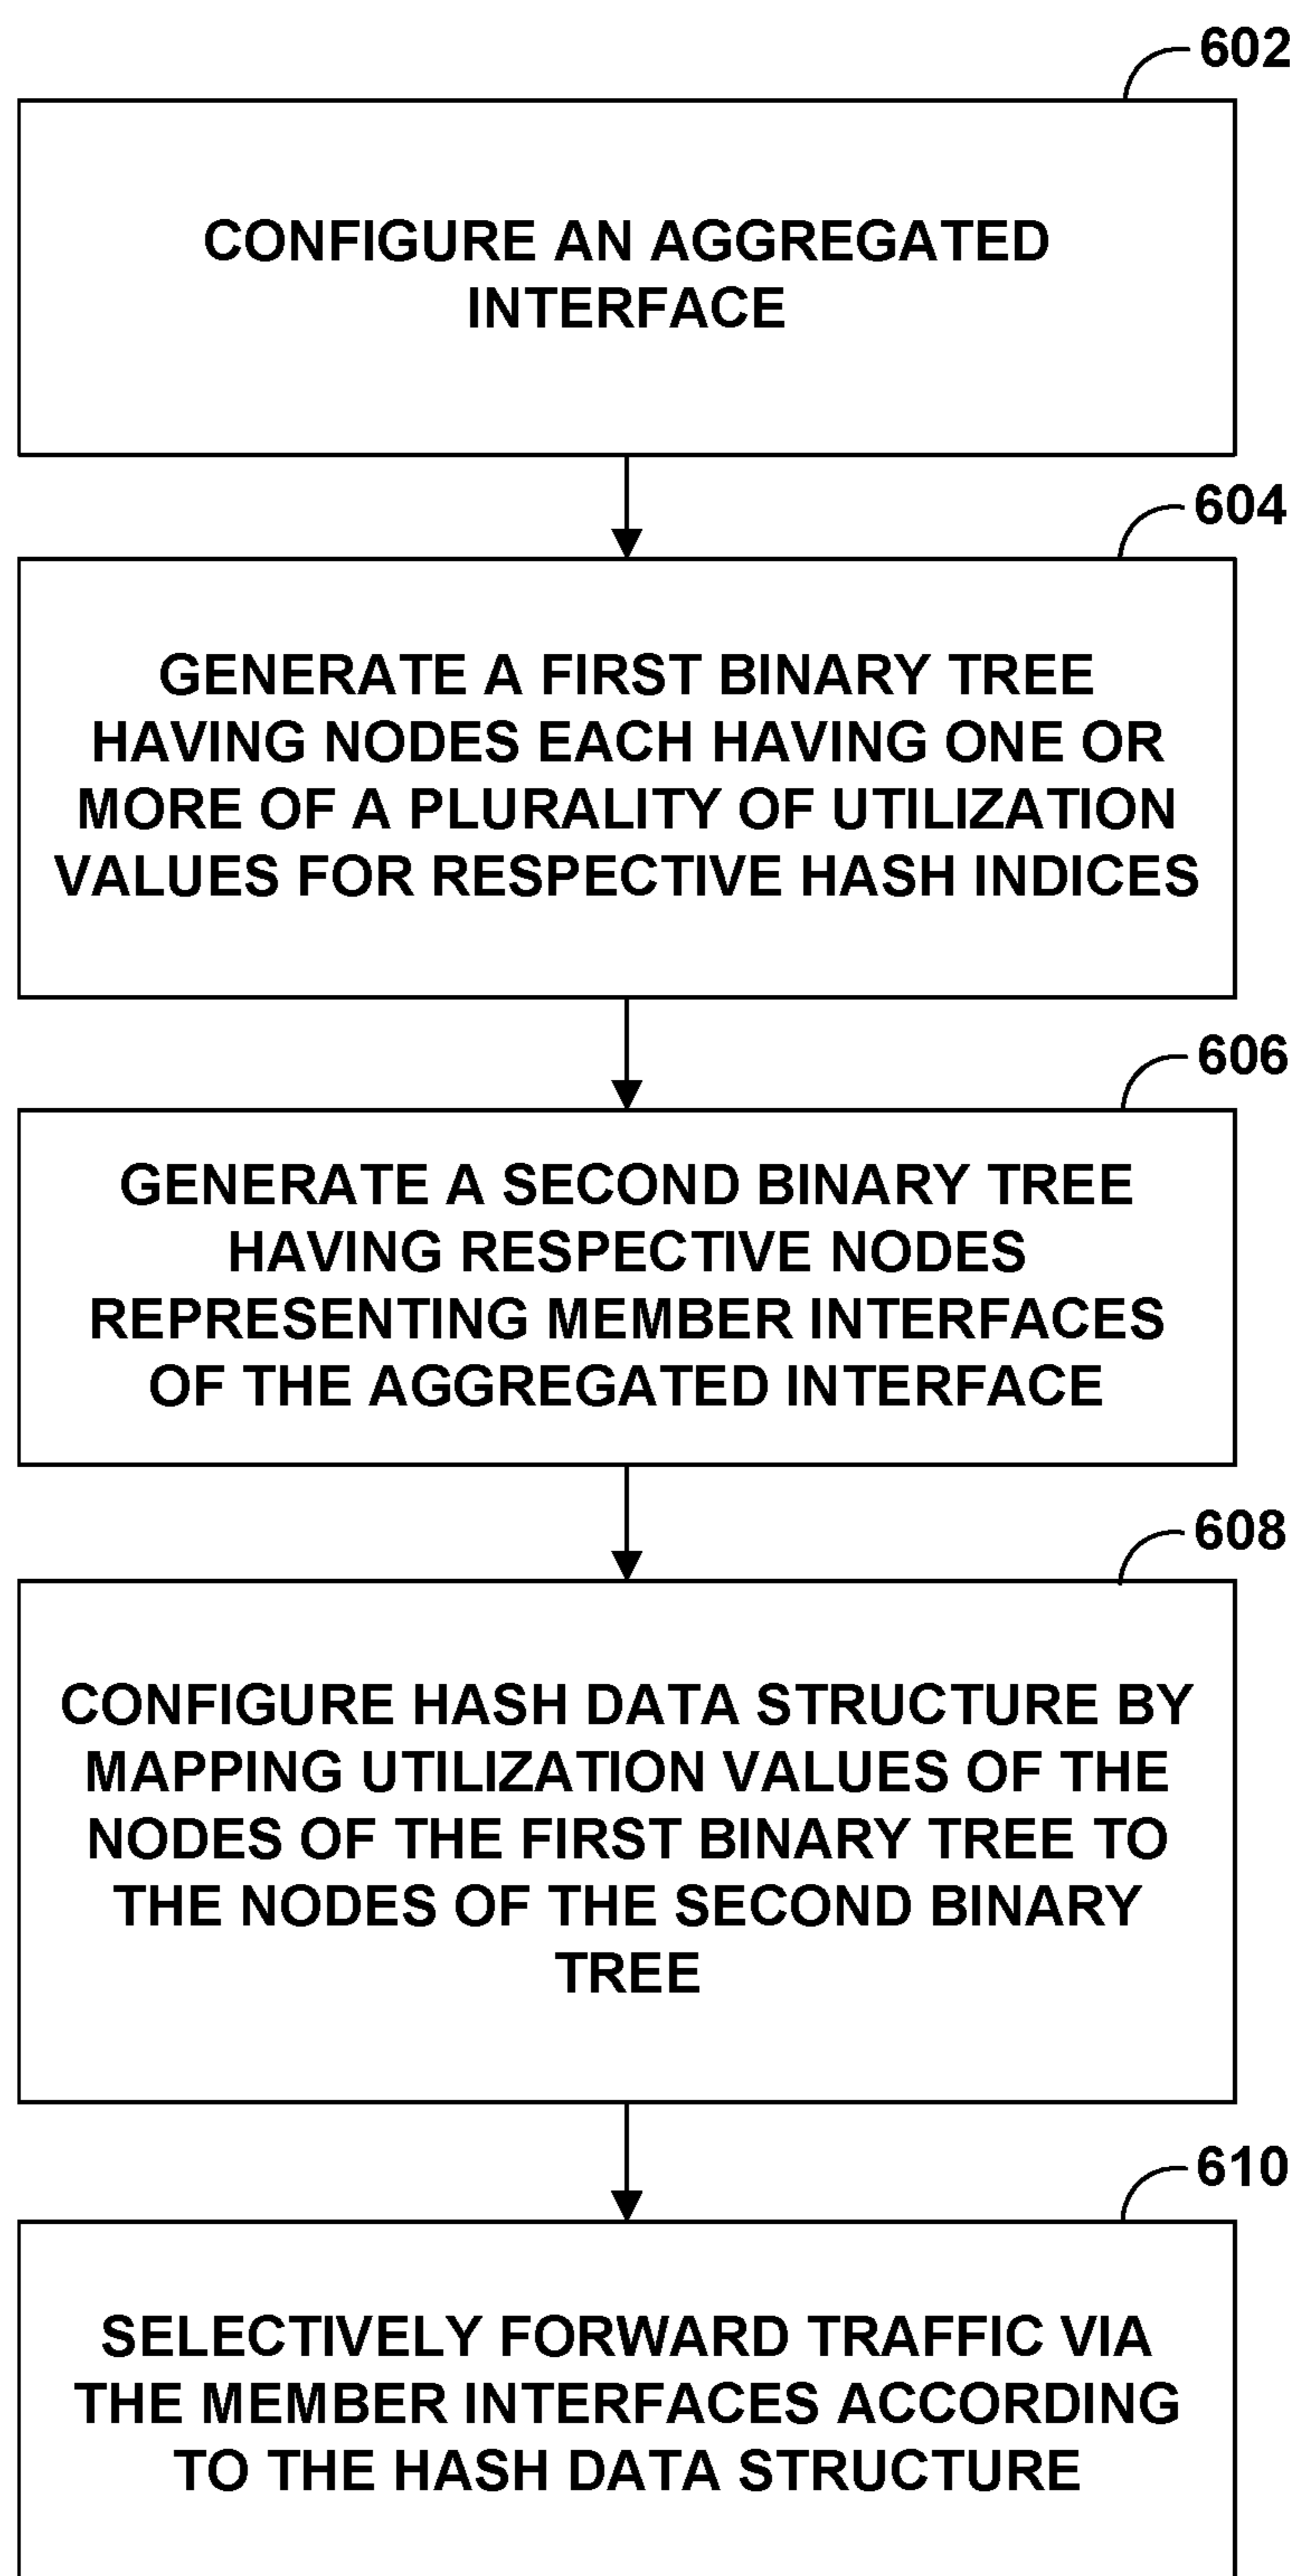 602
CONFIGURE AN AGGREGATED
INTERFACE
604
GENERATE A FIRST BINARY TREE
HAVING NODES EACH HAVING ONE OR
MORE OF A PLURALITY OF UTILIZATION
VALUES FOR RESPECTIVE HASH INDICES
606
GENERATE A SECOND BINARY TREE
HAVING RESPECTIVE NODES
REPRESENTING MEMBER INTERFACES
OF THE AGGREGATED INTERFACE
608
CONFIGURE HASH DATA STRUCTURE BY
MAPPING UTILIZATION VALUES OF THE
NODES OF THE FIRST BINARY TREE TO
THE NODES OF THE SECOND BINARY
TREE
610
SELECTIVELY FORWARD TRAFFIC VIA
THE MEMBER INTERFACES ACCORDING
TO THE HASH DATA STRUCTURE